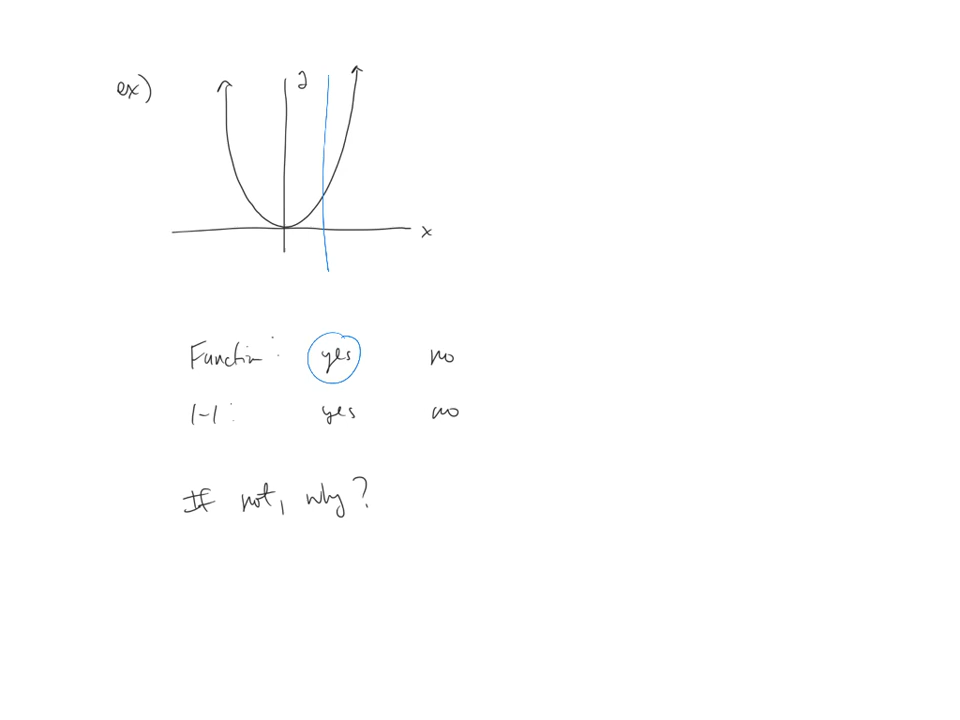 ex)
y
x
Function: yes no
1-1: yes no
If not, why?